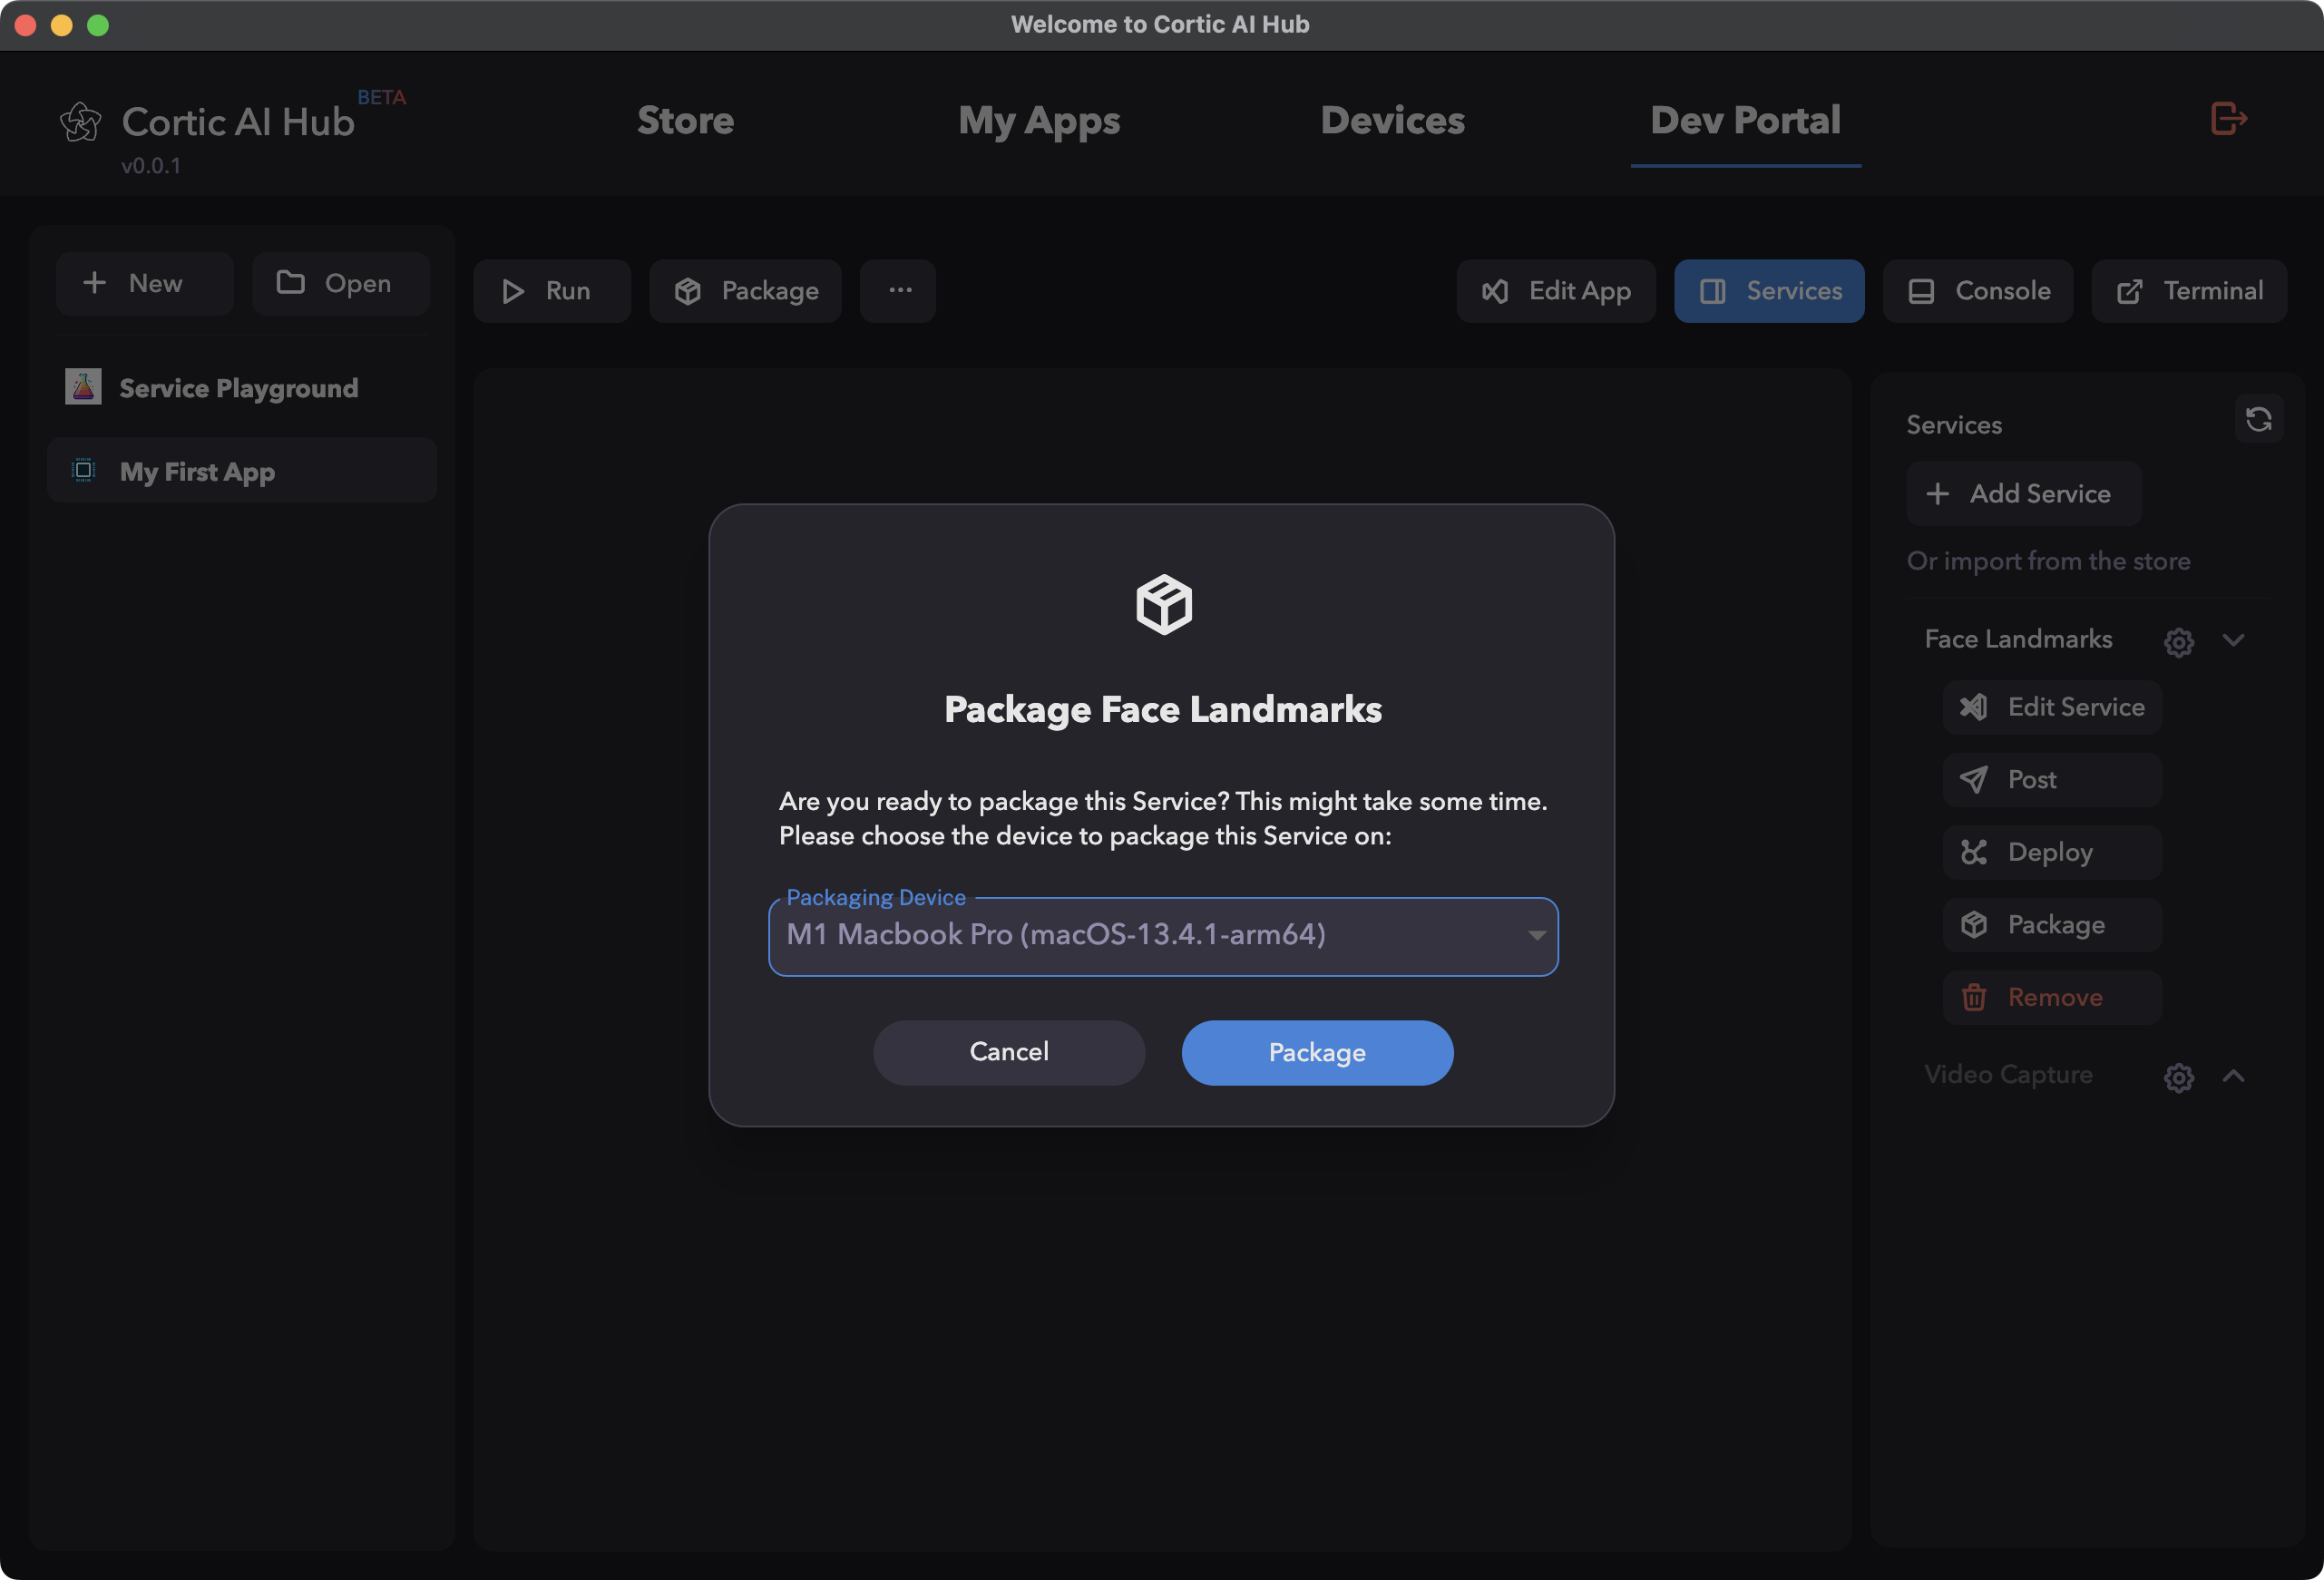 Welcome to Cortic AI Hub
Cortic AI Hub BETA
v0.0.1
Store
My Apps
Devices
Dev Portal
New
Open
Run
Package
...
Edit App
Services
Console
Terminal
Service Playground
My First App
Services
Add Service
Or import from the store
Face Landmarks
Edit Service
Post
Deploy
Package
Remove
Video Capture
Package Face Landmarks
Are you ready to package this Service? This might take some time.
Please choose the device to package this Service on:
Packaging Device
M1 Macbook Pro (macOS-13.4.1-arm64)
Cancel
Package